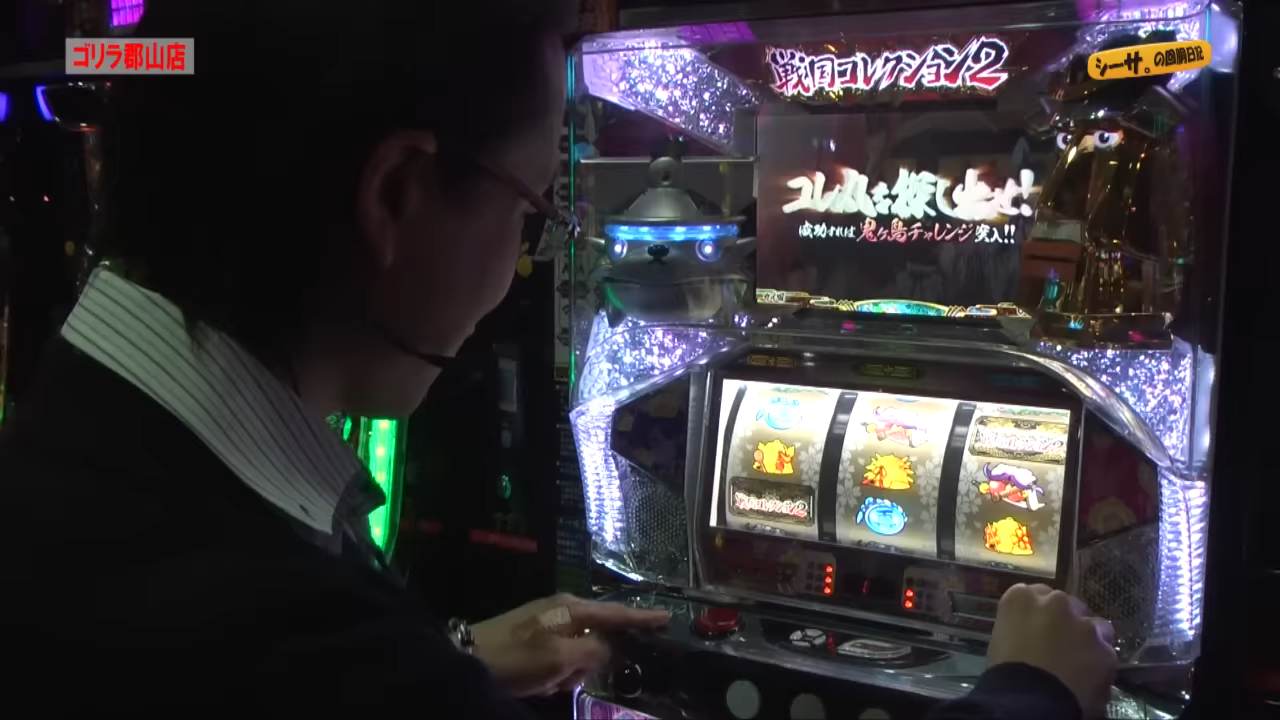 ゴリラ郡山店
戦国コレクション2
シーサ。の回胴日記
コレ丸を探し出せ!
成功すれば鬼ヶ島チャレンジ突入!!
戦国コレクション2